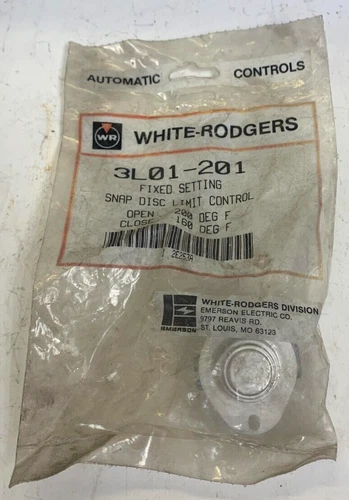 AUTOMATIC CONTROLS
WR WHITE-RODGERS
3L01-201
FIXED SETTING
SNAP DISC LIMIT CONTROL
OPEN 200 DEG F
CLOSE 160 DEG F
2E253A
WHITE-RODGERS DIVISION
EMERSON ELECTRIC CO.
9797 REAVIS RD.
ST. LOUIS, MO 63123
EMERSON